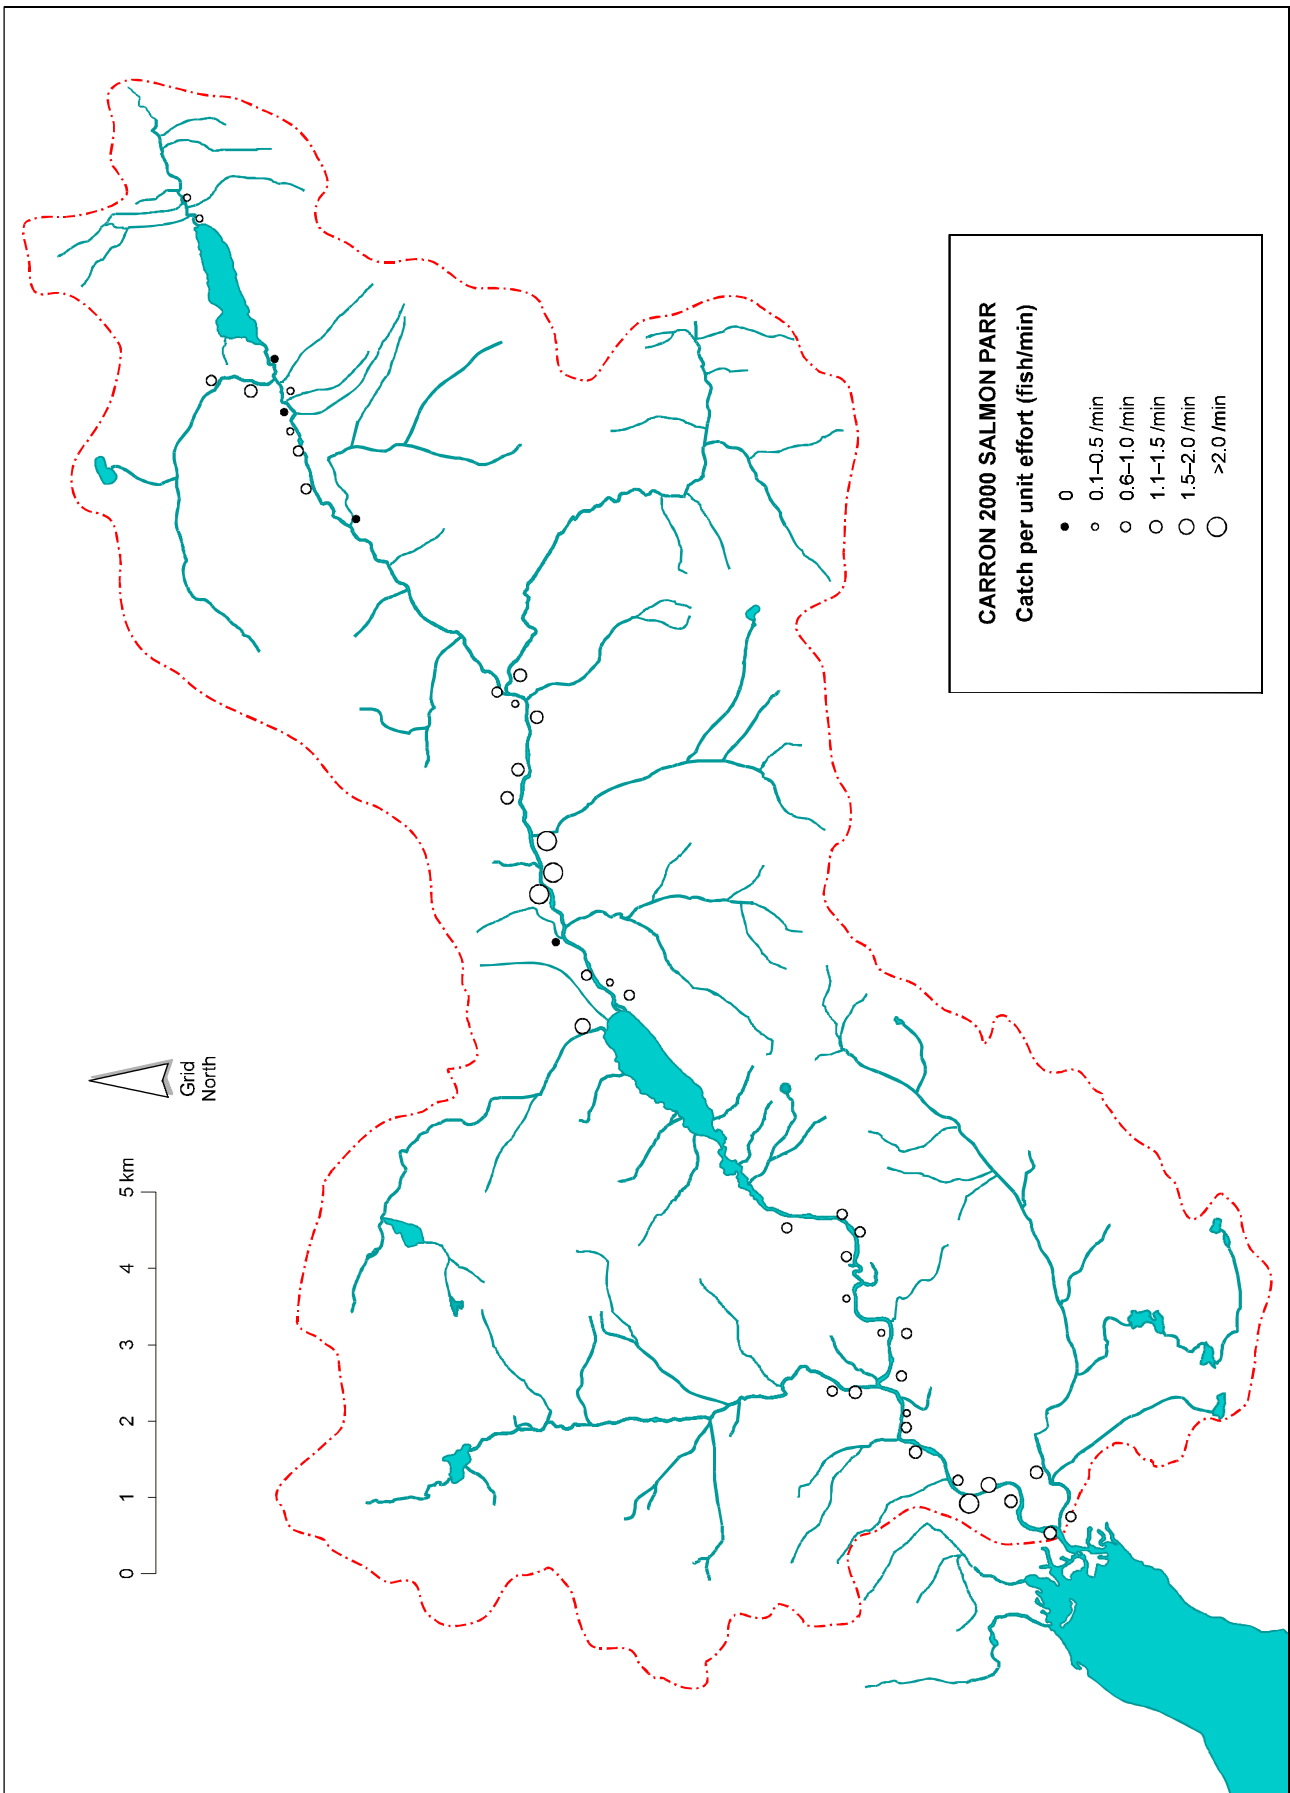 Grid
North
0 1 2 3 4 5 km
CARRON 2000 SALMON PARR
Catch per unit effort (fish/min)
0
0.1–0.5 /min
0.6–1.0 /min
1.1–1.5 /min
1.5–2.0 /min
>2.0 /min